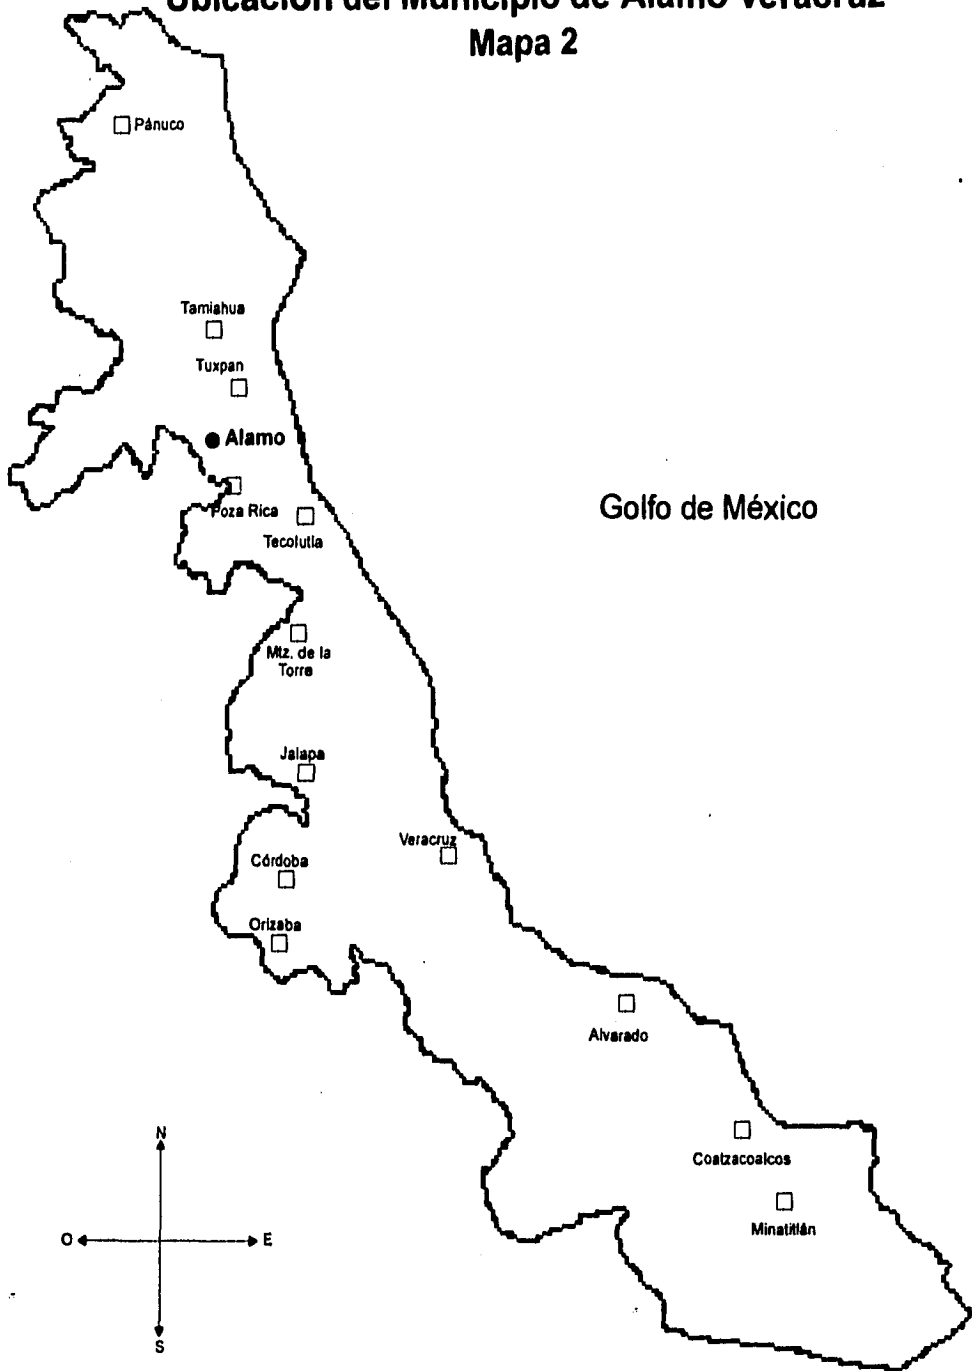 Ubicación del Municipio de Alamo Veracruz
Mapa 2
Pánuco
Tamiahua
Tuxpan
Alamo
Poza Rica
Golfo de México
Tecolutla
Mtz. de la
Torre
Jalapa
Veracruz
Córdoba
Orizaba
Alvarado
N
Coatzacoalcos
Minatitlán
O
E
S